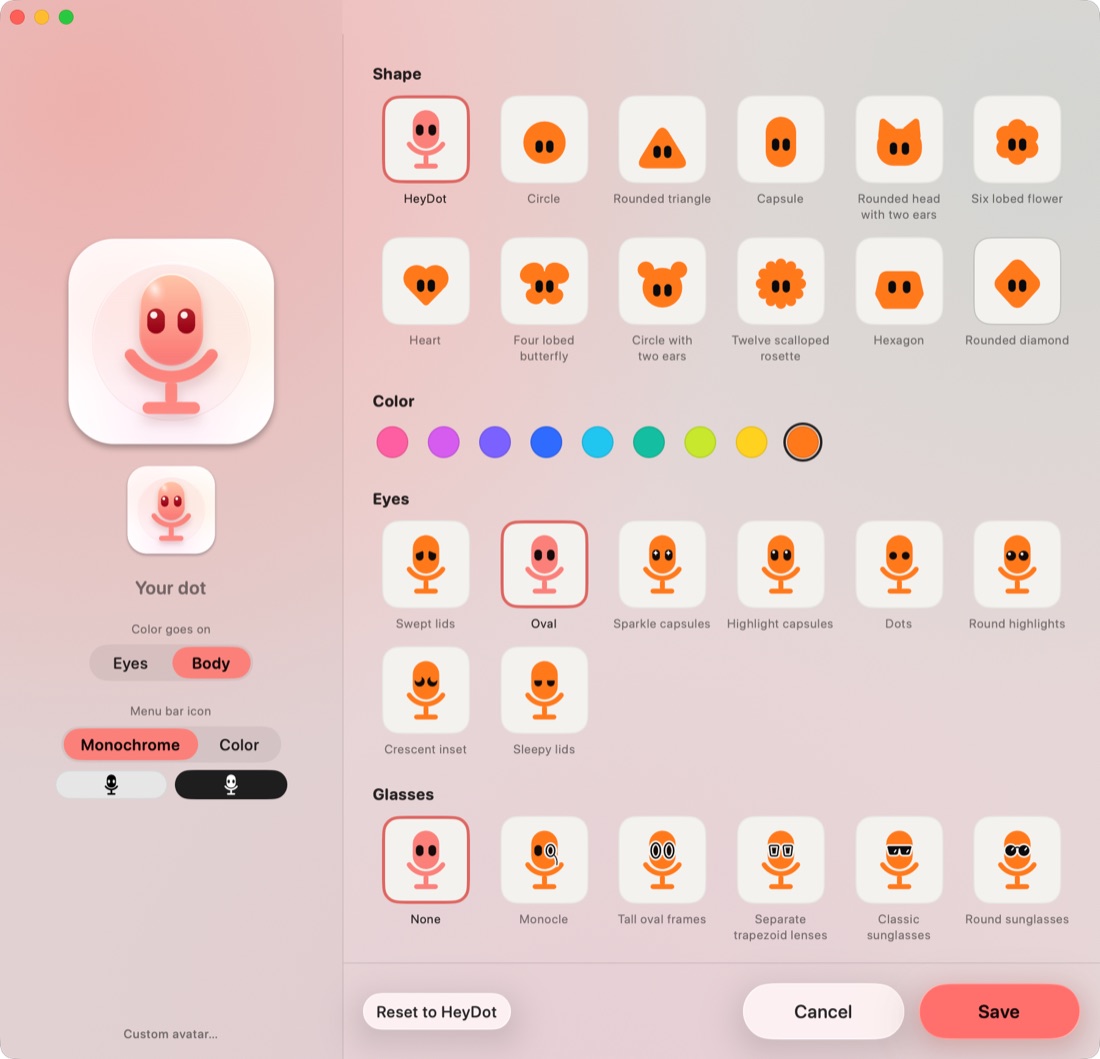 Your dot
Color goes on
Eyes
Body
Menu bar icon
Monochrome
Color
Custom avatar...
Shape
HeyDot
Circle
Rounded triangle
Capsule
Rounded head
with two ears
Six lobed flower
Heart
Four lobed
butterfly
Circle with
two ears
Twelve scalloped
rosette
Hexagon
Rounded diamond
Color
Eyes
Swept lids
Oval
Sparkle capsules
Highlight capsules
Dots
Round highlights
Crescent inset
Sleepy lids
Glasses
None
Monocle
Tall oval frames
Separate
trapezoid lenses
Classic
sunglasses
Round sunglasses
Reset to HeyDot
Cancel
Save